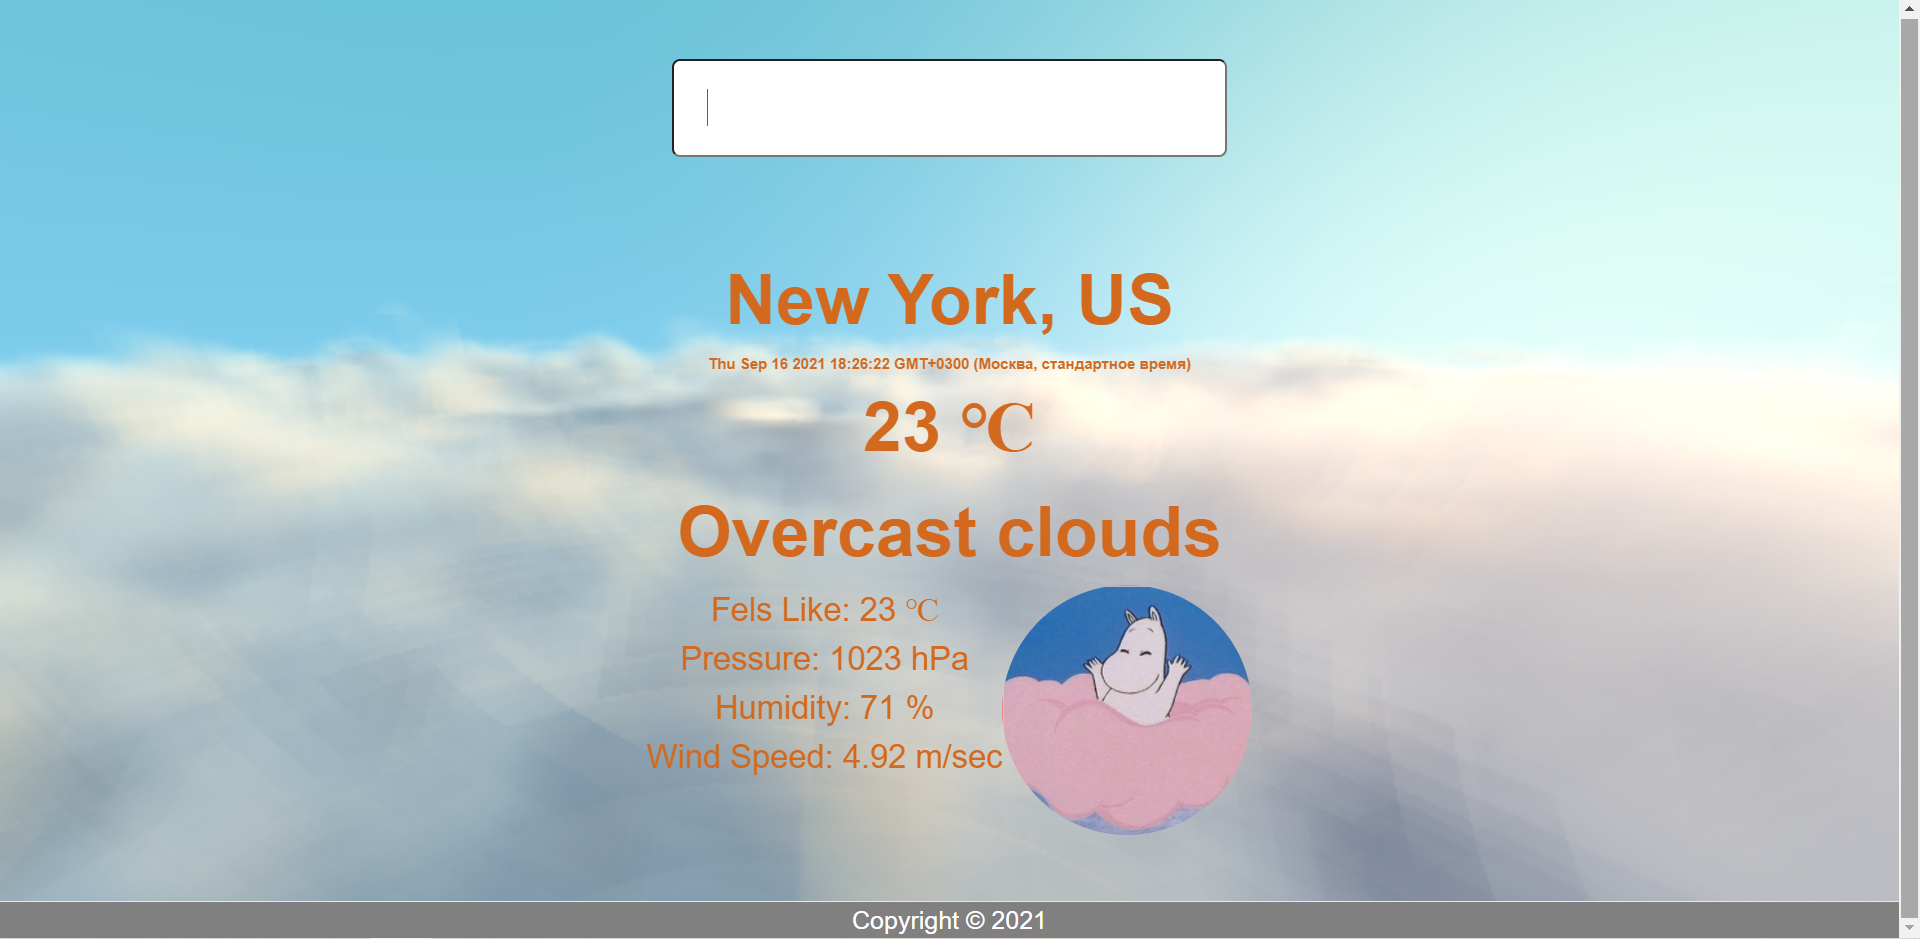 New York, US
Thu Sep 16 2021 18:26:22 GMT+0300 (Москва, стандартное время)
23 ℃
Overcast clouds
Fels Like: 23 ℃
Pressure: 1023 hPa
Humidity: 71 %
Wind Speed: 4.92 m/sec
Copyright © 2021